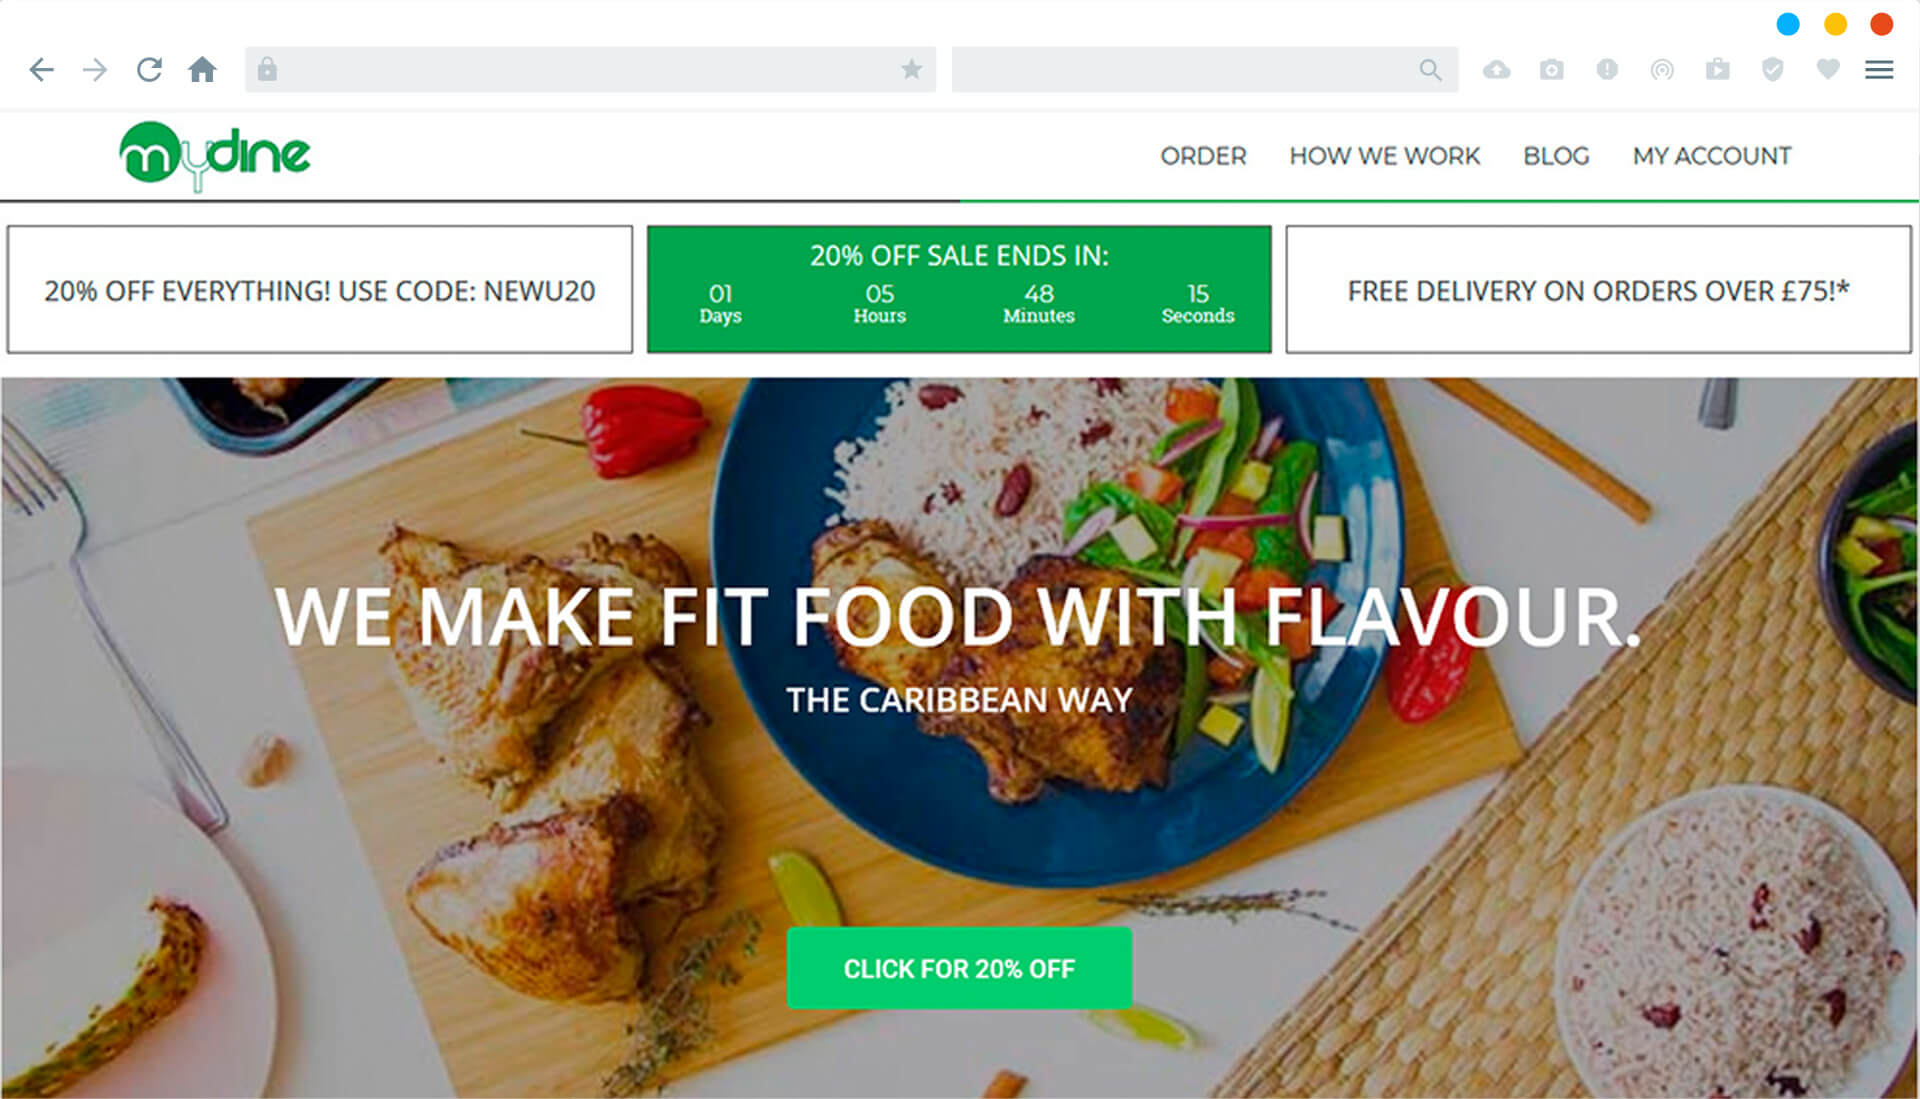 mydine
ORDER
HOW WE WORK
BLOG
MY ACCOUNT
20% OFF EVERYTHING! USE CODE: NEWU20
20% OFF SALE ENDS IN:
01 05 48 15
Days Hours Minutes Seconds
FREE DELIVERY ON ORDERS OVER £75!*
WE MAKE FIT FOOD WITH FLAVOUR.
THE CARIBBEAN WAY
CLICK FOR 20% OFF